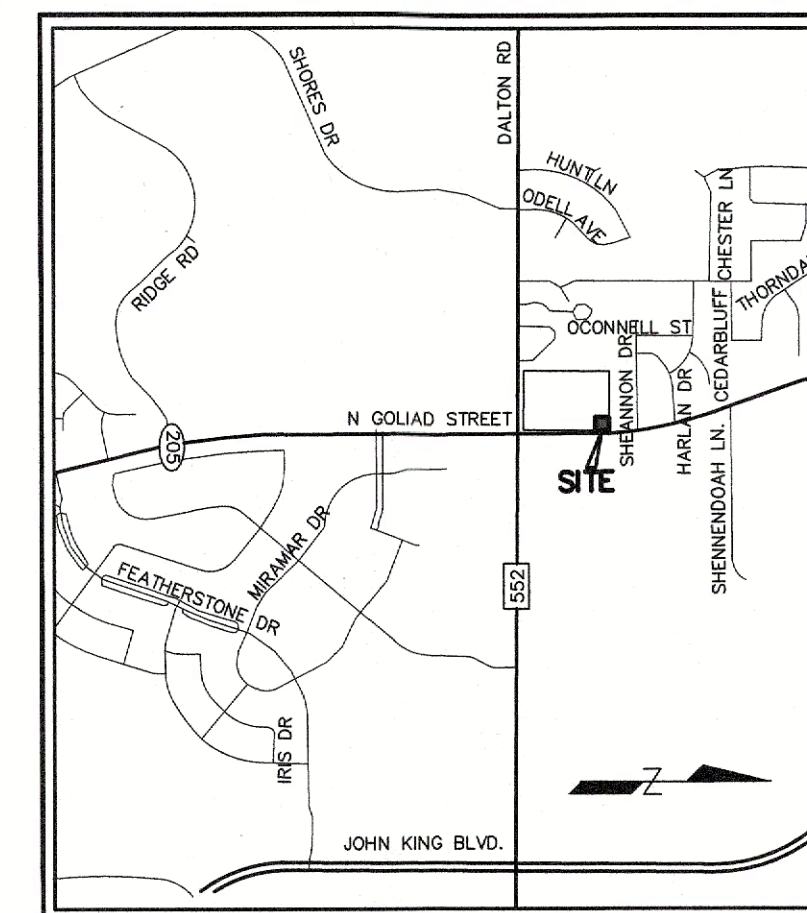 SHORES DR
DALTON RD
HUNT LN
ODELL AVE
CHESTER LN
RIDGE RD
THORNDA
OCONNELL ST
CEDARBLUFF
SHEANNON DR
HARLAN DR
N GOLIAD STREET
205
SITE
SHENNENDOAH LN.
MIRAMAR DR
FEATHERSTONE DR
552
IRIS DR
Z
JOHN KING BLVD.